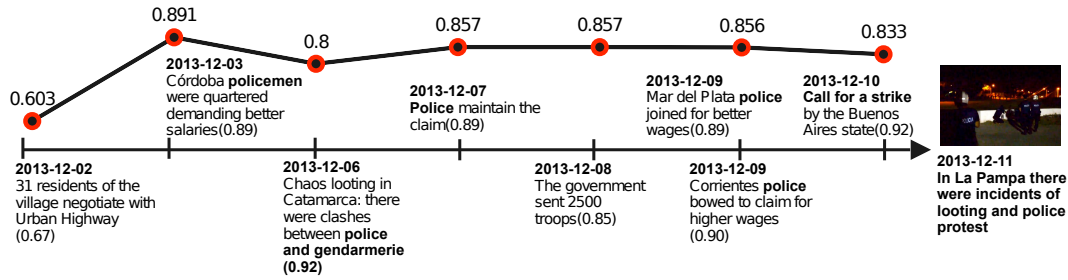 0.603
0.891
0.8
0.857
0.857
0.856
0.833
2013-12-02
31 residents of the
village negotiate with
Urban Highway
(0.67)
2013-12-03
Córdoba policemen
were quartered
demanding better
salaries(0.89)
2013-12-06
Chaos looting in
Catamarca: there
were clashes
between police
and gendarmerie
(0.92)
2013-12-07
Police maintain the
claim(0.89)
2013-12-08
The government
sent 2500
troops(0.85)
2013-12-09
Mar del Plata police
joined for better
wages(0.89)
2013-12-09
Corrientes police
bowed to claim for
higher wages
(0.90)
2013-12-10
Call for a strike
by the Buenos
Aires state(0.92)
2013-12-11
In La Pampa there
were incidents of
looting and police
protest